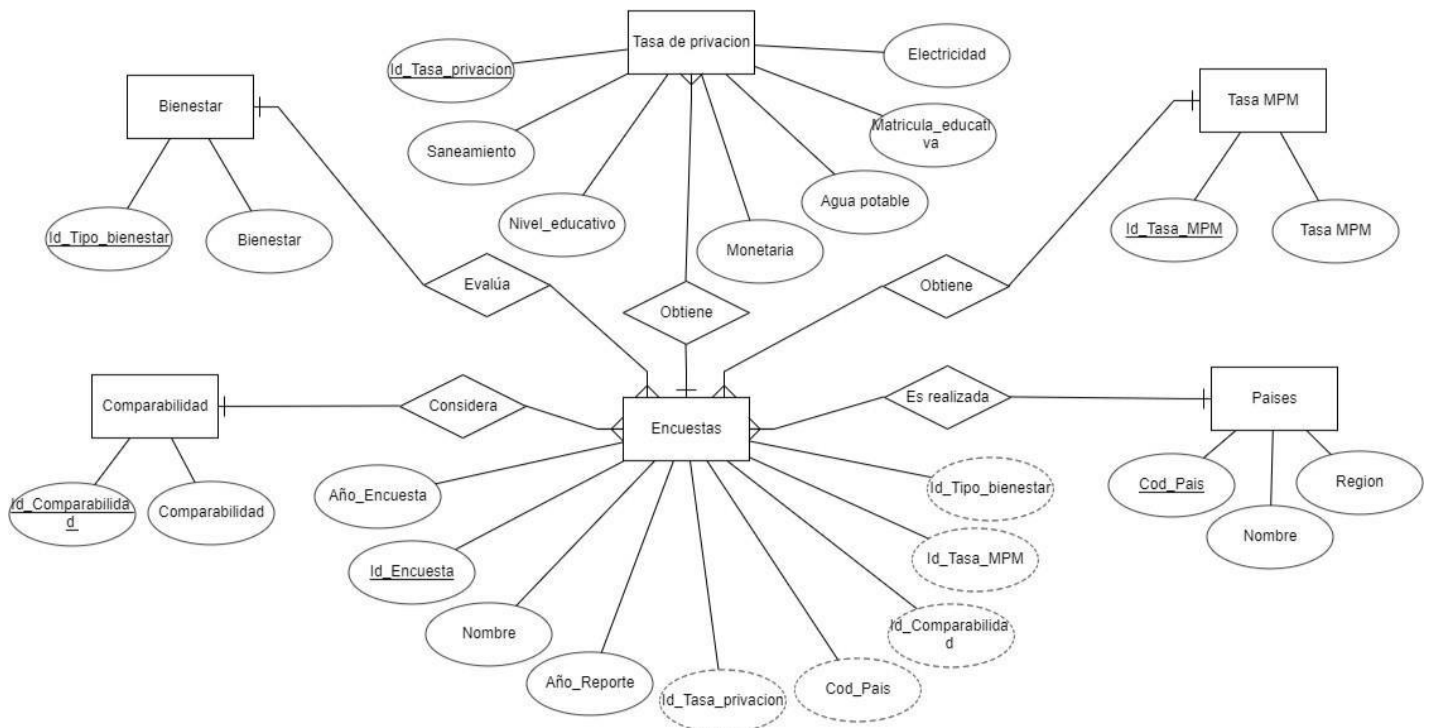 Tasa de privacion
Electricidad
Id_Tasa_privacion
Bienestar
Tasa MPM
Matricula_educati
va
Saneamiento
Agua potable
Nivel_educativo
Id_Tipo_bienestar
Bienestar
Monetaria
Id_Tasa_MPM
Tasa MPM
Evalúa
Obtiene
Obtiene
Comparabilidad
Considera
Encuestas
Es realizada
Paises
Año_Encuesta
Id_Tipo_bienestar
Cod_Pais
Region
Id_Comparabilida
d
Comparabilidad
Nombre
Id_Encuesta
Id_Tasa_MPM
Nombre
Id_Comparabilida
d
Año_Reporte
Id_Tasa_privacion
Cod_Pais